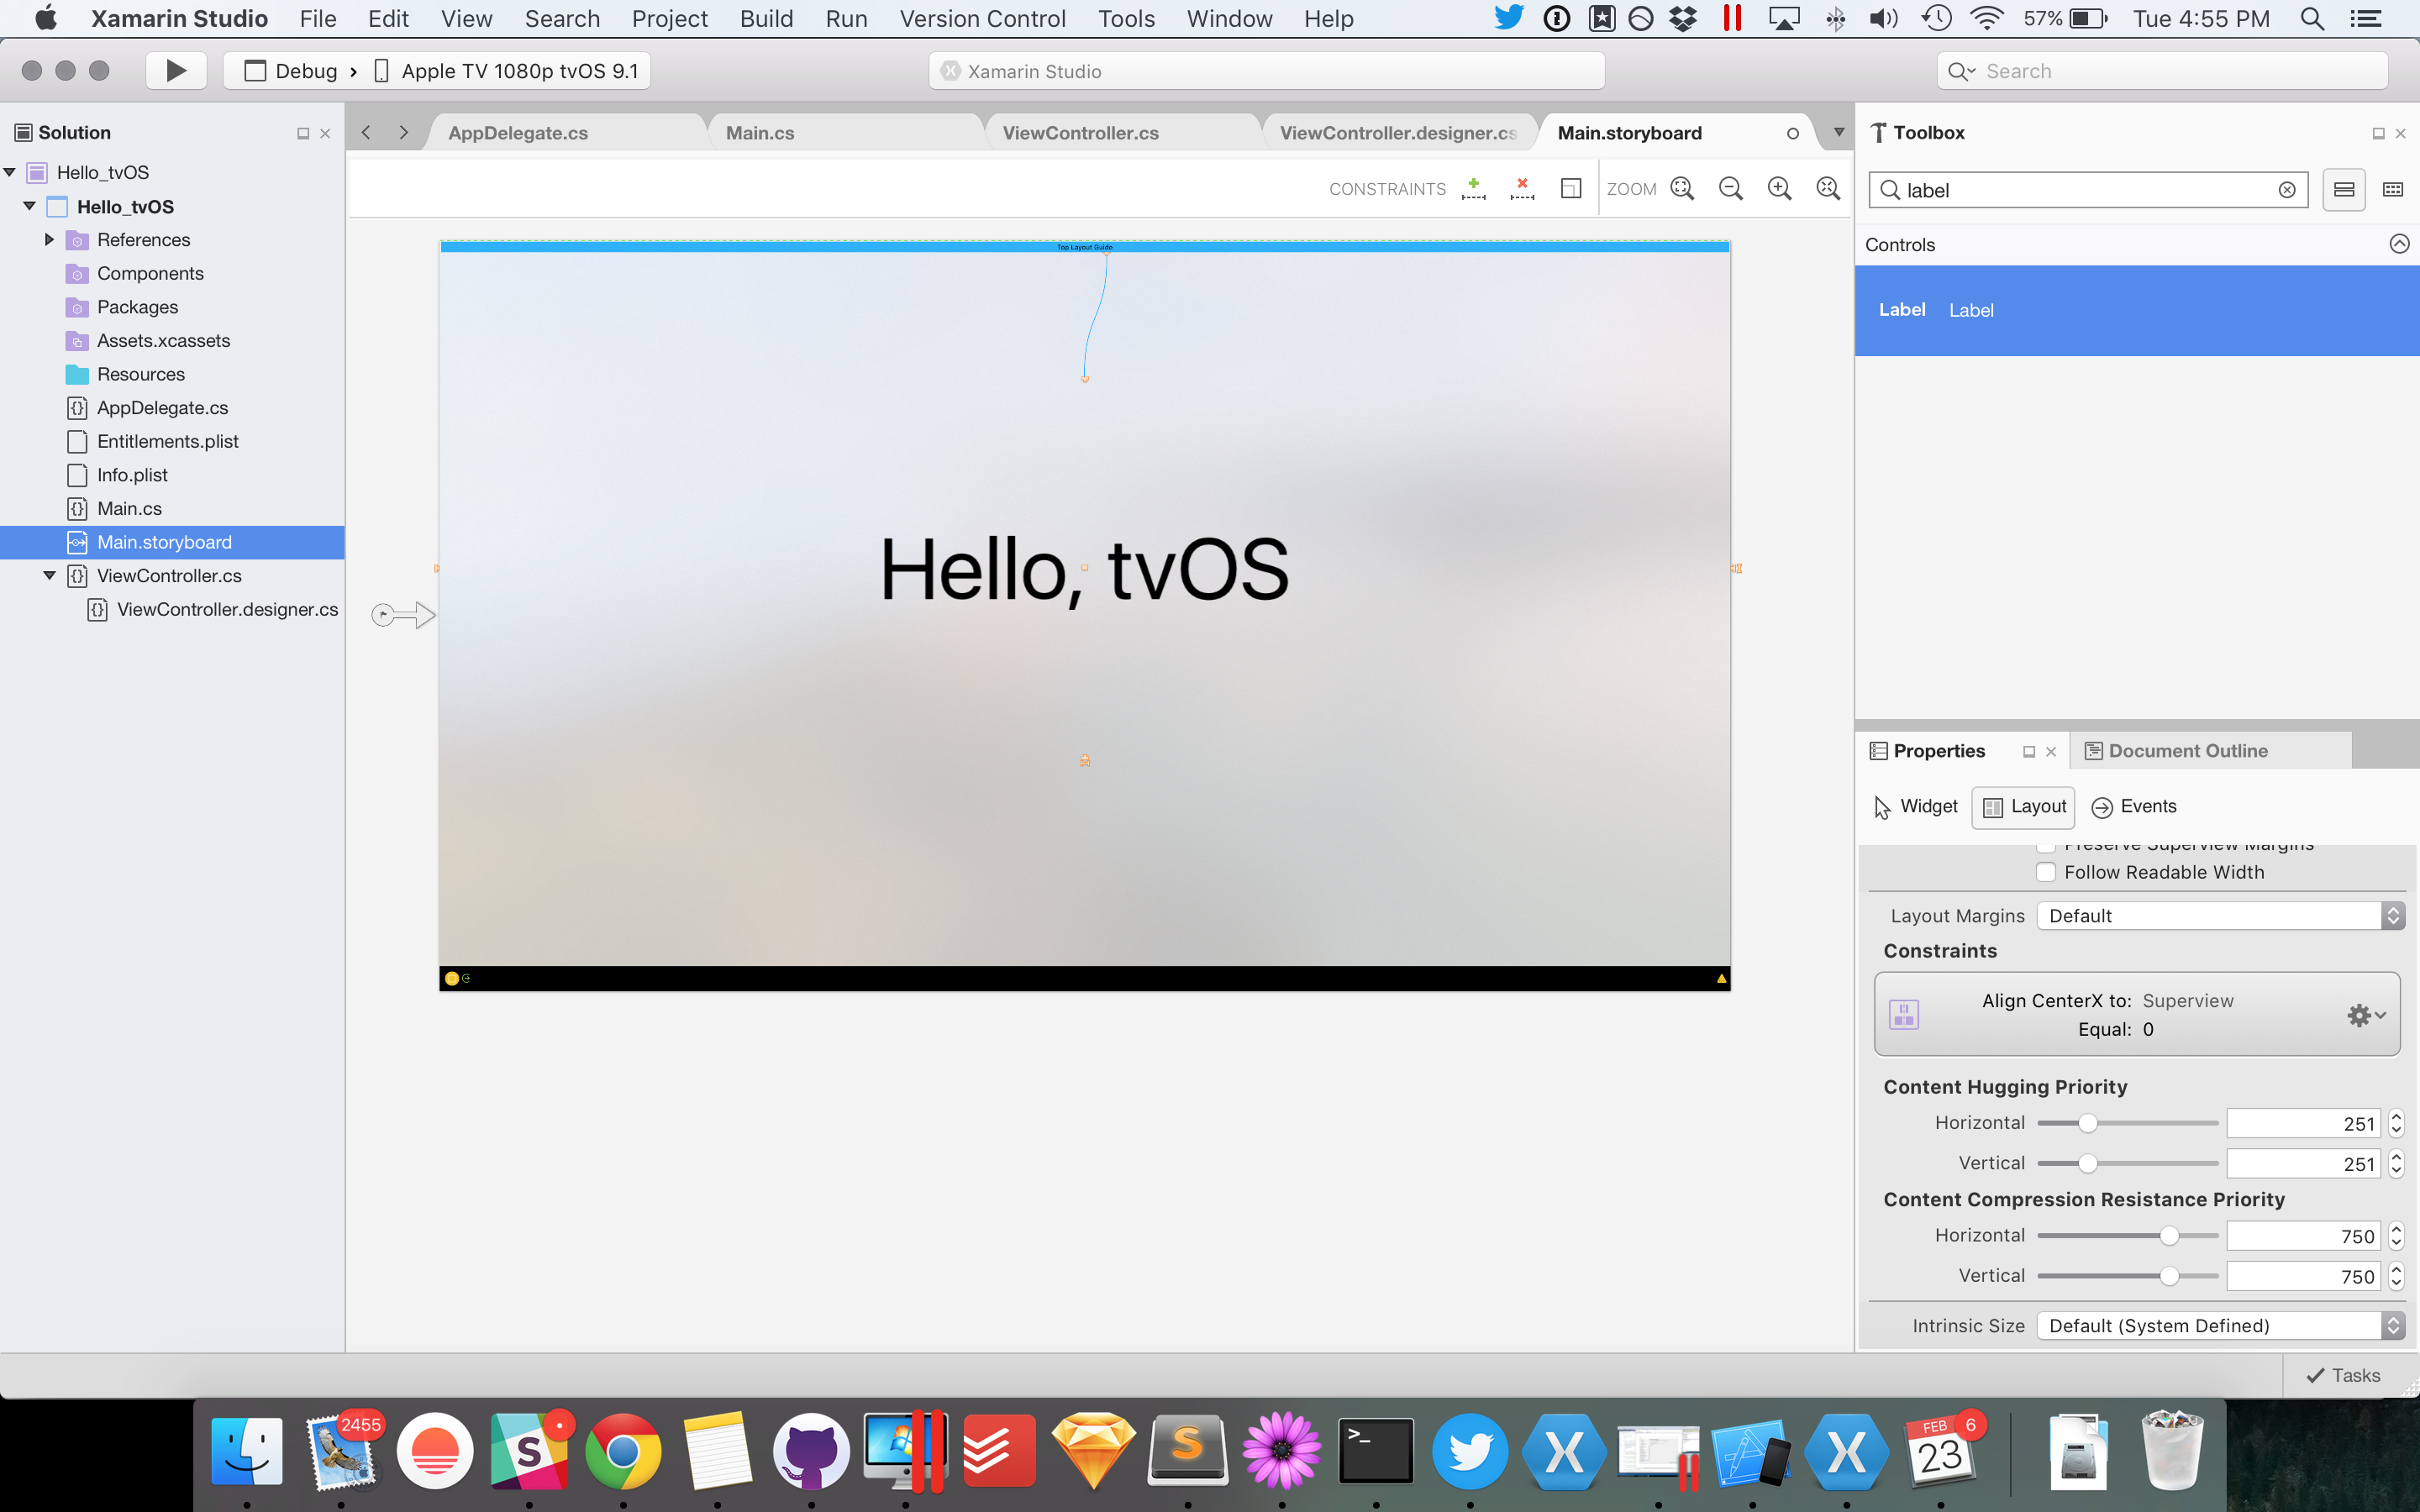 Xamarin Studio File Edit View Search Project Build Run Version Control Tools Window Help 57% Tue 4:55 PM
Debug › Apple TV 1080p tvOS 9.1
Xamarin Studio
Search
Solution
Hello_tvOS
Hello_tvOS
References
Components
Packages
Assets.xcassets
Resources
AppDelegate.cs
Entitlements.plist
Info.plist
Main.cs
Main.storyboard
ViewController.cs
ViewController.designer.cs
AppDelegate.cs Main.cs ViewController.cs ViewController.designer.cs Main.storyboard
CONSTRAINTS ZOOM
Top Layout Guide
Hello, tvOS
Toolbox
label
Controls
Label Label
Properties Document Outline
Widget Layout Events
Preserve Superview Margins
Follow Readable Width
Layout Margins Default
Constraints
Align CenterX to: Superview
Equal: 0
Content Hugging Priority
Horizontal 251
Vertical 251
Content Compression Resistance Priority
Horizontal 750
Vertical 750
Intrinsic Size Default (System Defined)
Tasks
2455
S
S
>_
FEB 6
23